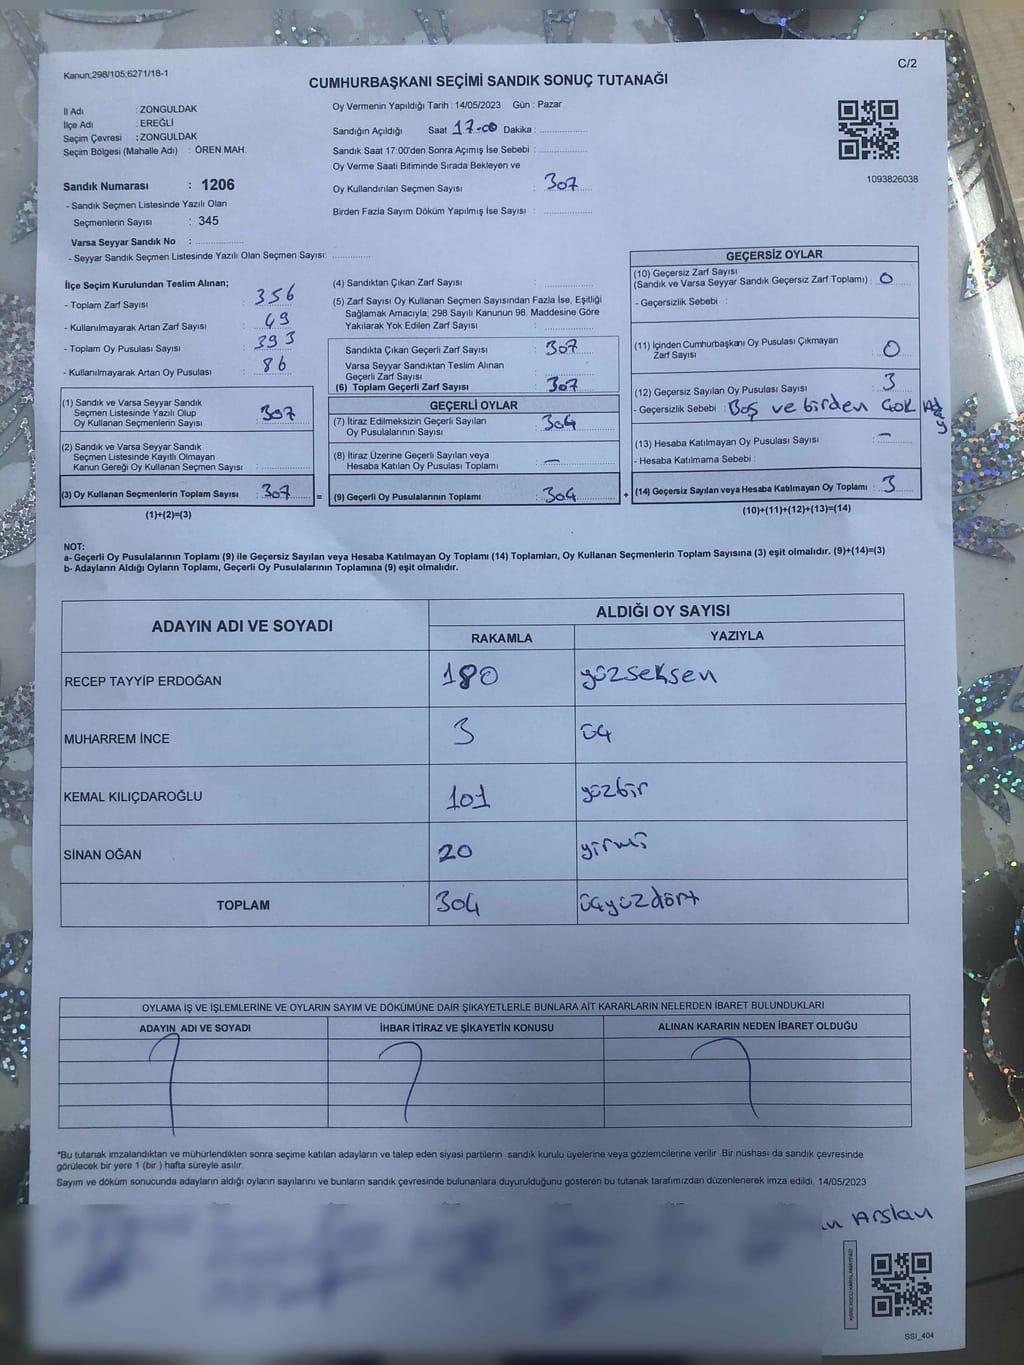 Kanun;298/105;6271/18-1
C/2
CUMHURBAŞKANI SEÇİMİ SANDIK SONUÇ TUTANAĞI
İl Adı : ZONGULDAK
İlçe Adı : EREĞLİ
Seçim Çevresi : ZONGULDAK
Seçim Bölgesi (Mahalle Adı) : ÖREN MAH.
Sandık Numarası : 1206
- Sandık Seçmen Listesinde Yazılı Olan
Seçmenlerin Sayısı : 345
Varsa Seyyar Sandık No : ..................
- Seyyar Sandık Seçmen Listesinde Yazılı Olan Seçmen Sayısı: ..............
Oy Vermenin Yapıldığı Tarih : 14/05/2023 Gün : Pazar
Sandığın Açıldığı Saat 17.00 Dakika : ..................
Sandık Saat 17:00'den Sonra Açımış İse Sebebi : ..................
Oy Verme Saati Bitiminde Sırada Bekleyen ve
Oy Kullandırılan Seçmen Sayısı : 307
Birden Fazla Sayım Döküm Yapılmış İse Sayısı : ..................
1093826038
İlçe Seçim Kurulundan Teslim Alınan;
- Toplam Zarf Sayısı : 356
- Kullanılmayarak Artan Zarf Sayısı : 49
- Toplam Oy Pusulası Sayısı : 393
- Kullanılmayarak Artan Oy Pusulası : 86
(1) Sandık ve Varsa Seyyar Sandık
Seçmen Listesinde Yazılı Olup
Oy Kullanan Seçmenlerin Sayısı : 307
(2) Sandık ve Varsa Seyyar Sandık
Seçmen Listesinde Kayıtlı Olmayan
Kanun Gereği Oy Kullanan Seçmen Sayısı : ..................
(3) Oy Kullanan Seçmenlerin Toplam Sayısı : 307 =
(1)+(2)=(3)
(4) Sandıktan Çıkan Zarf Sayısı : ..................
(5) Zarf Sayısı Oy Kullanan Seçmen Sayısından Fazla İse, Eşitliği
Sağlamak Amacıyla; 298 Sayılı Kanunun 98. Maddesine Göre
Yakılarak Yok Edilen Zarf Sayısı : ..................
Sandıkta Çıkan Geçerli Zarf Sayısı : 307
Varsa Seyyar Sandıktan Teslim Alınan
Geçerli Zarf Sayısı : ..................
(6) Toplam Geçerli Zarf Sayısı : 307
GEÇERLİ OYLAR
(7) İtiraz Edilmeksizin Geçerli Sayılan
Oy Pusulalarının Sayısı : 304
(8) İtiraz Üzerine Geçerli Sayılan veya
Hesaba Katılan Oy Pusulası Toplamı : –
(9) Geçerli Oy Pusulalarının Toplamı : 304 +
GEÇERSİZ OYLAR
(10) Geçersiz Zarf Sayısı
(Sandık ve Varsa Seyyar Sandık Geçersiz Zarf Toplamı) : 0
- Geçersizlik Sebebi :
(11) İçinden Cumhurbaşkanı Oy Pusulası Çıkmayan
Zarf Sayısı : 0
(12) Geçersiz Sayılan Oy Pusulası Sayısı : 3
- Geçersizlik Sebebi : Boş ve birden çok
(13) Hesaba Katılmayan Oy Pusulası Sayısı : –
- Hesaba Katılmama Sebebi :
(14) Geçersiz Sayılan veya Hesaba Katılmayan Oy Toplamı : 3
(10)+(11)+(12)+(13)=(14)
NOT:
a- Geçerli Oy Pusulalarının Toplamı (9) ile Geçersiz Sayılan veya Hesaba Katılmayan Oy Toplamı (14) Toplamları, Oy Kullanan Seçmenlerin Toplam Sayısına (3) eşit olmalıdır. (9)+(14)=(3)
b- Adayların Aldığı Oyların Toplamı, Geçerli Oy Pusulalarının Toplamına (9) eşit olmalıdır.
ADAYIN ADI VE SOYADI ALDIĞI OY SAYISI
RAKAMLA YAZIYLA
RECEP TAYYİP ERDOĞAN 180 yüzseksen
MUHARREM İNCE 3 üç
KEMAL KILIÇDAROĞLU 101 yüzbir
SİNAN OĞAN 20 yirmi
TOPLAM 304 üçyüzdört
OYLAMA İŞ VE İŞLEMLERİNE VE OYLARIN SAYIM VE DÖKÜMÜNE DAİR ŞİKAYETLERLE BUNLARA AİT KARARLARIN NELERDEN İBARET BULUNDUKLARI
ADAYIN ADI VE SOYADI İHBAR İTİRAZ VE ŞİKAYETİN KONUSU ALINAN KARARIN NEDEN İBARET OLDUĞU
*Bu tutanak imzalandıktan ve mühürlendikten sonra seçime katılan adayların ve talep eden siyasi partilerin sandık kurulu üyelerine veya gözlemcilerine verilir .Bir nüshası da sandık çevresinde
görülecek bir yere 1 (bir ) hafta süreyle asılır.
Sayım ve döküm sonucunda adayların aldığı oyların sayılarını ve bunların sandık çevresinde bulunanlara duyurulduğunu gösteren bu tutanak tarafımızdan düzenlenerek imza edildi. 14/05/2023
Arslan
KARE KODU KARALAMAYINIZ!
SSI_404